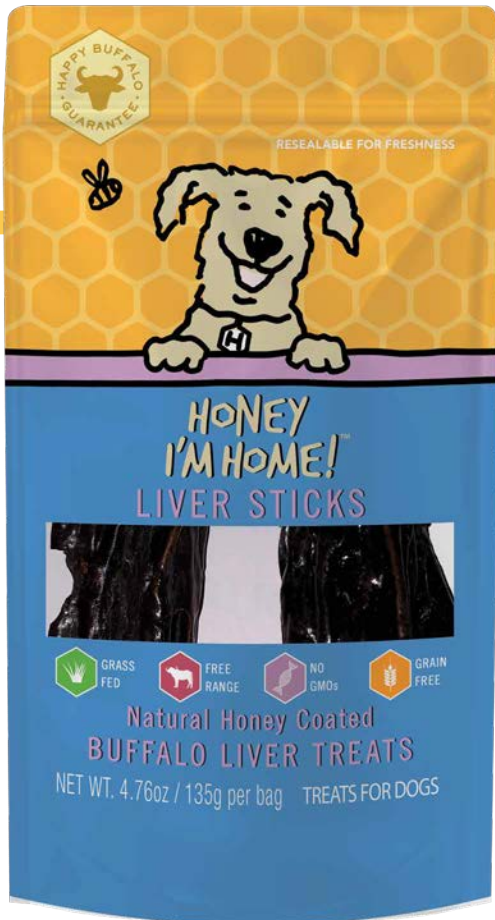 HAPPY BUFFALO
GUARANTEE
RESEALABLE FOR FRESHNESS
H
HONEY
I'M HOME!™
LIVER STICKS
GRASS
FED
FREE
RANGE
NO
GMOs
GRAIN
FREE
Natural Honey Coated
BUFFALO LIVER TREATS
NET WT. 4.76oz / 135g per bag TREATS FOR DOGS